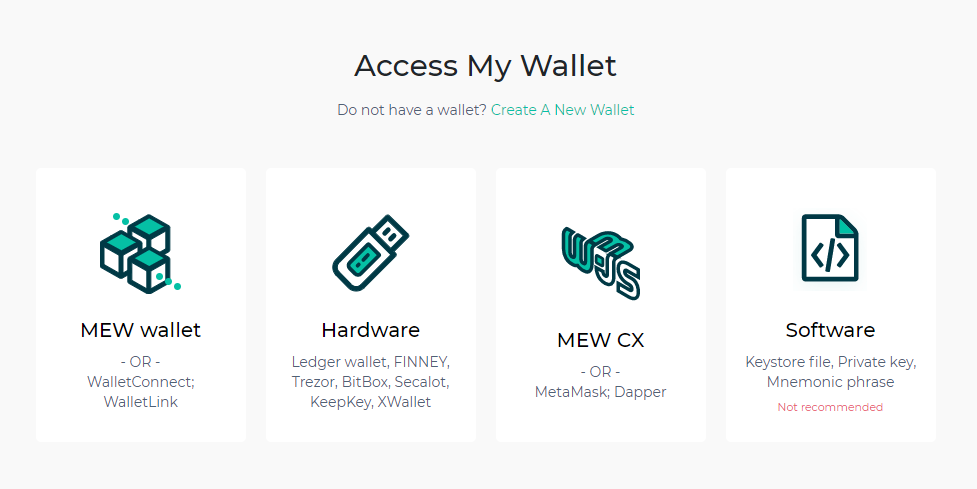 Access My Wallet
Do not have a wallet? Create A New Wallet
MEW wallet
- OR -
WalletConnect;
WalletLink
Hardware
Ledger wallet, FINNEY,
Trezor, BitBox, Secalot,
KeepKey, XWallet
W3JS
MEW CX
- OR -
MetaMask; Dapper
</>
Software
Keystore file, Private key,
Mnemonic phrase
Not recommended